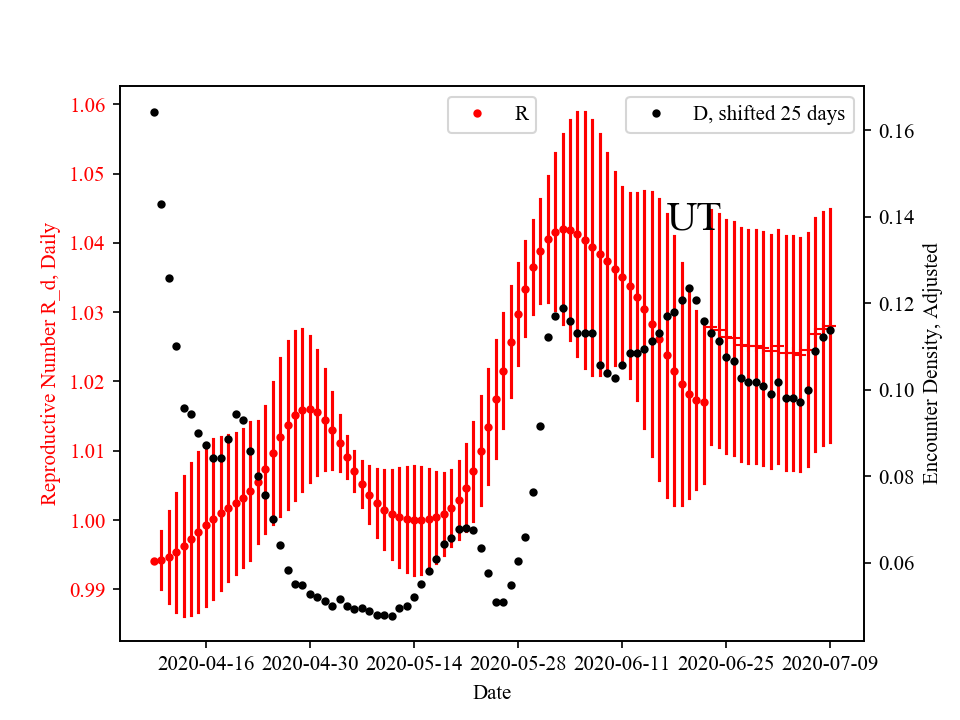 R
D, shifted 25 days
UT
Reproductive Number R_d, Daily
1.06
1.05
1.04
1.03
1.02
1.01
1.00
0.99
0.16
0.14
0.12
0.10
0.08
0.06
Encounter Density, Adjusted
2020-04-16 2020-04-30 2020-05-14 2020-05-28 2020-06-11 2020-06-25 2020-07-09
Date